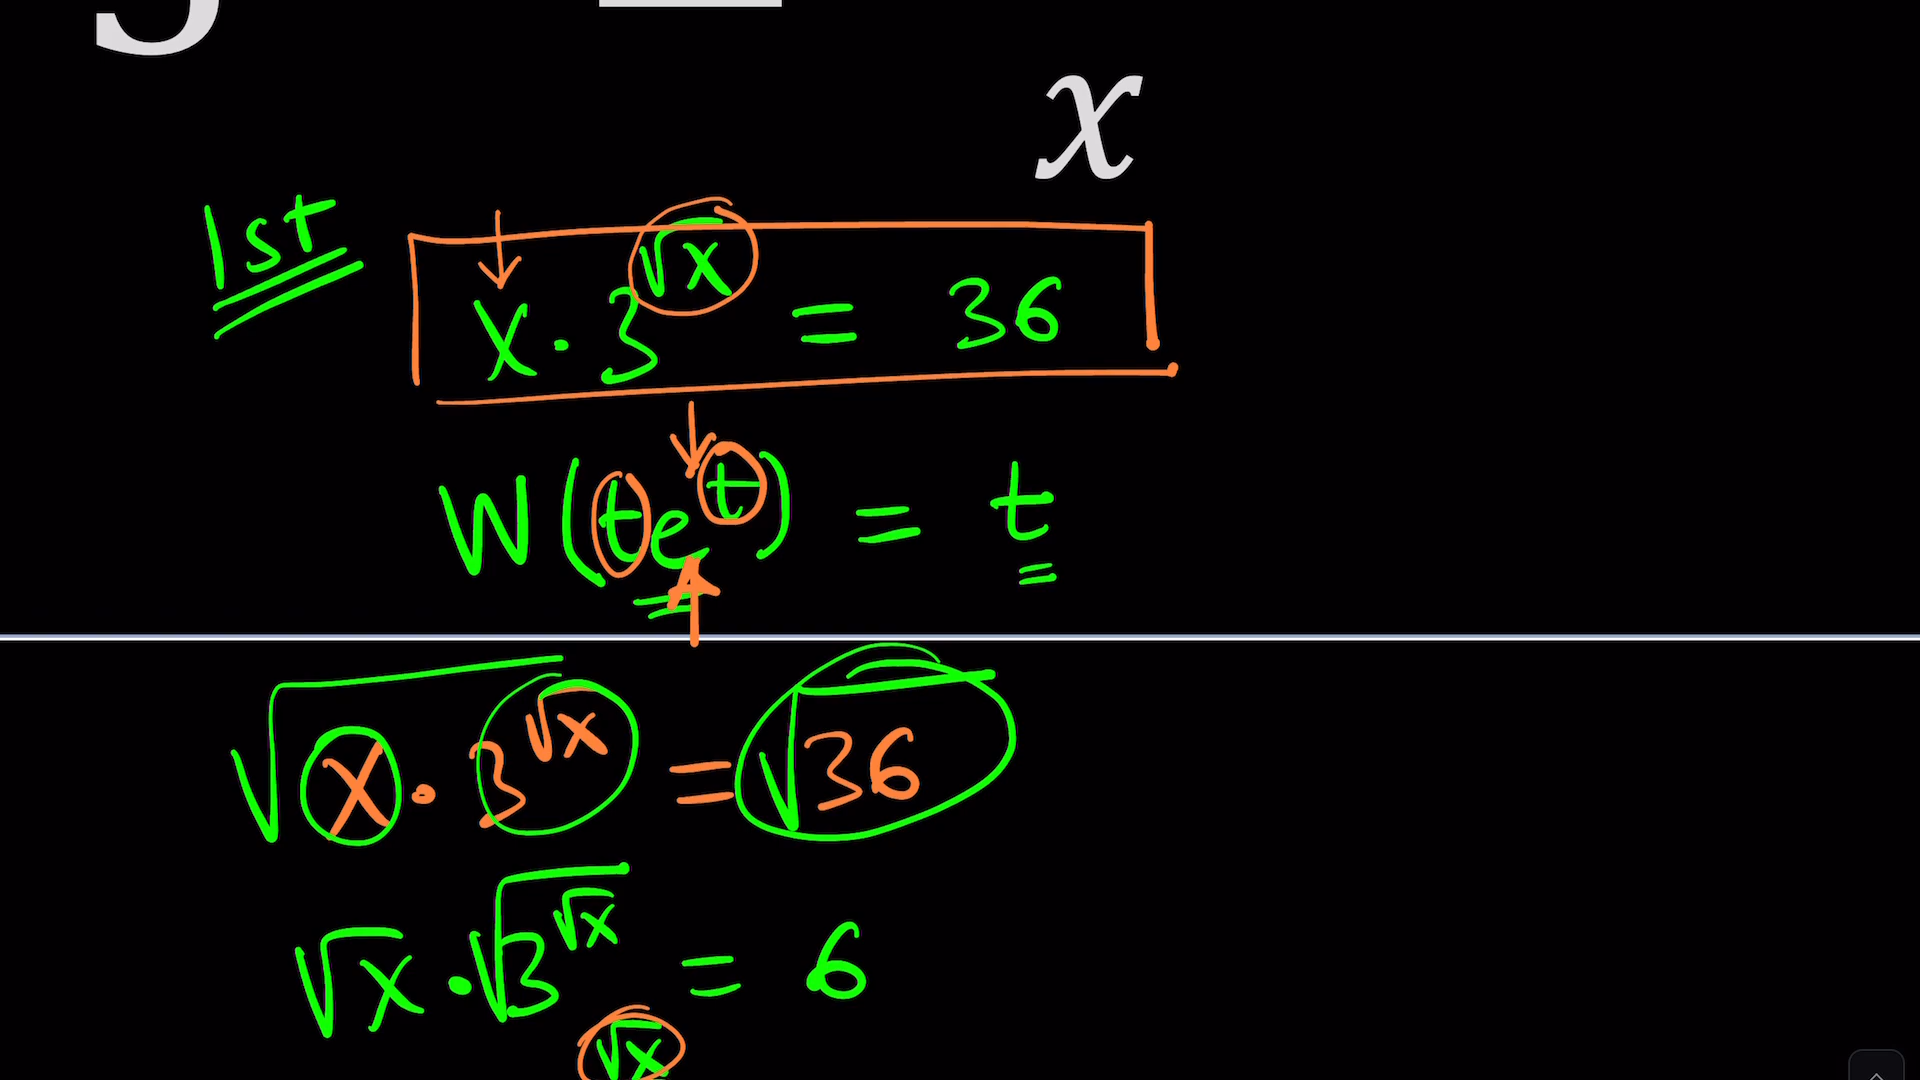 x
1st
x · 3^√x = 36
W(te^t) = t
√(x · 3^√x) = √36
√x · √(3^√x) = 6
√x